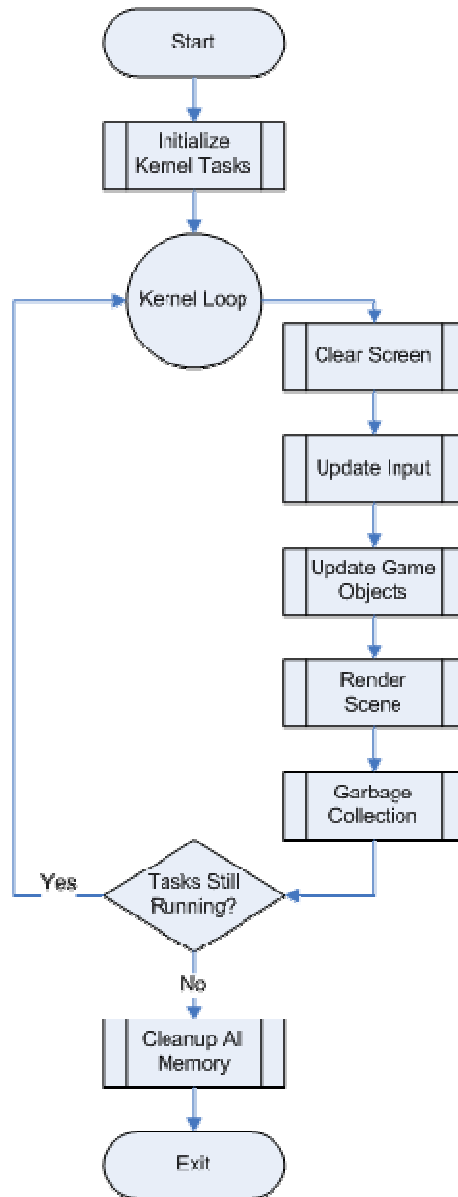 Start
Initialize
Kernel Tasks
Kernel Loop
Clear Screen
Update Input
Update Game
Objects
Render
Scene
Garbage
Collection
Tasks Still
Running?
Yes
No
Cleanup AI
Memory
Exit